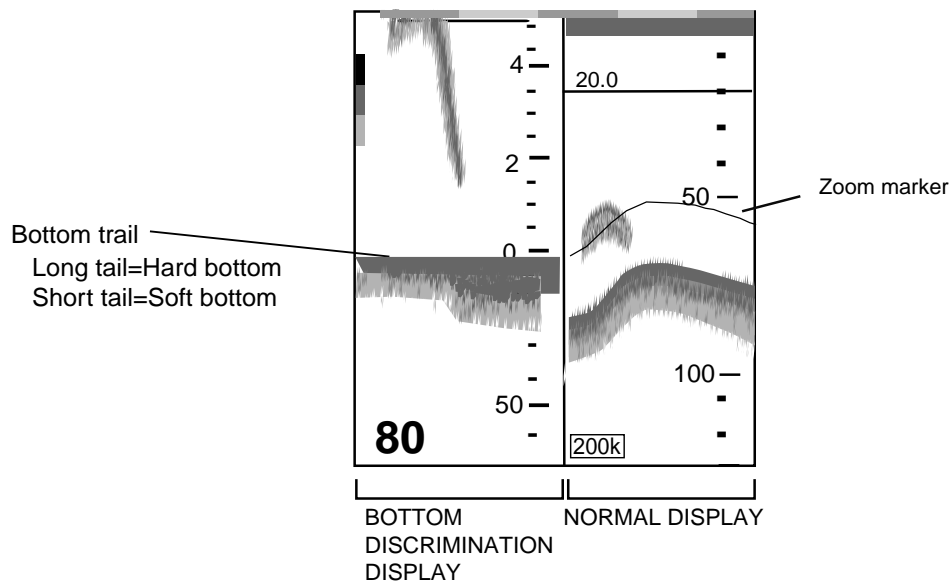 4
20.0
2
50
Zoom marker
Bottom trail
0
Long tail=Hard bottom
Short tail=Soft bottom
100
50
80
200k
BOTTOM
DISCRIMINATION
DISPLAY
NORMAL DISPLAY